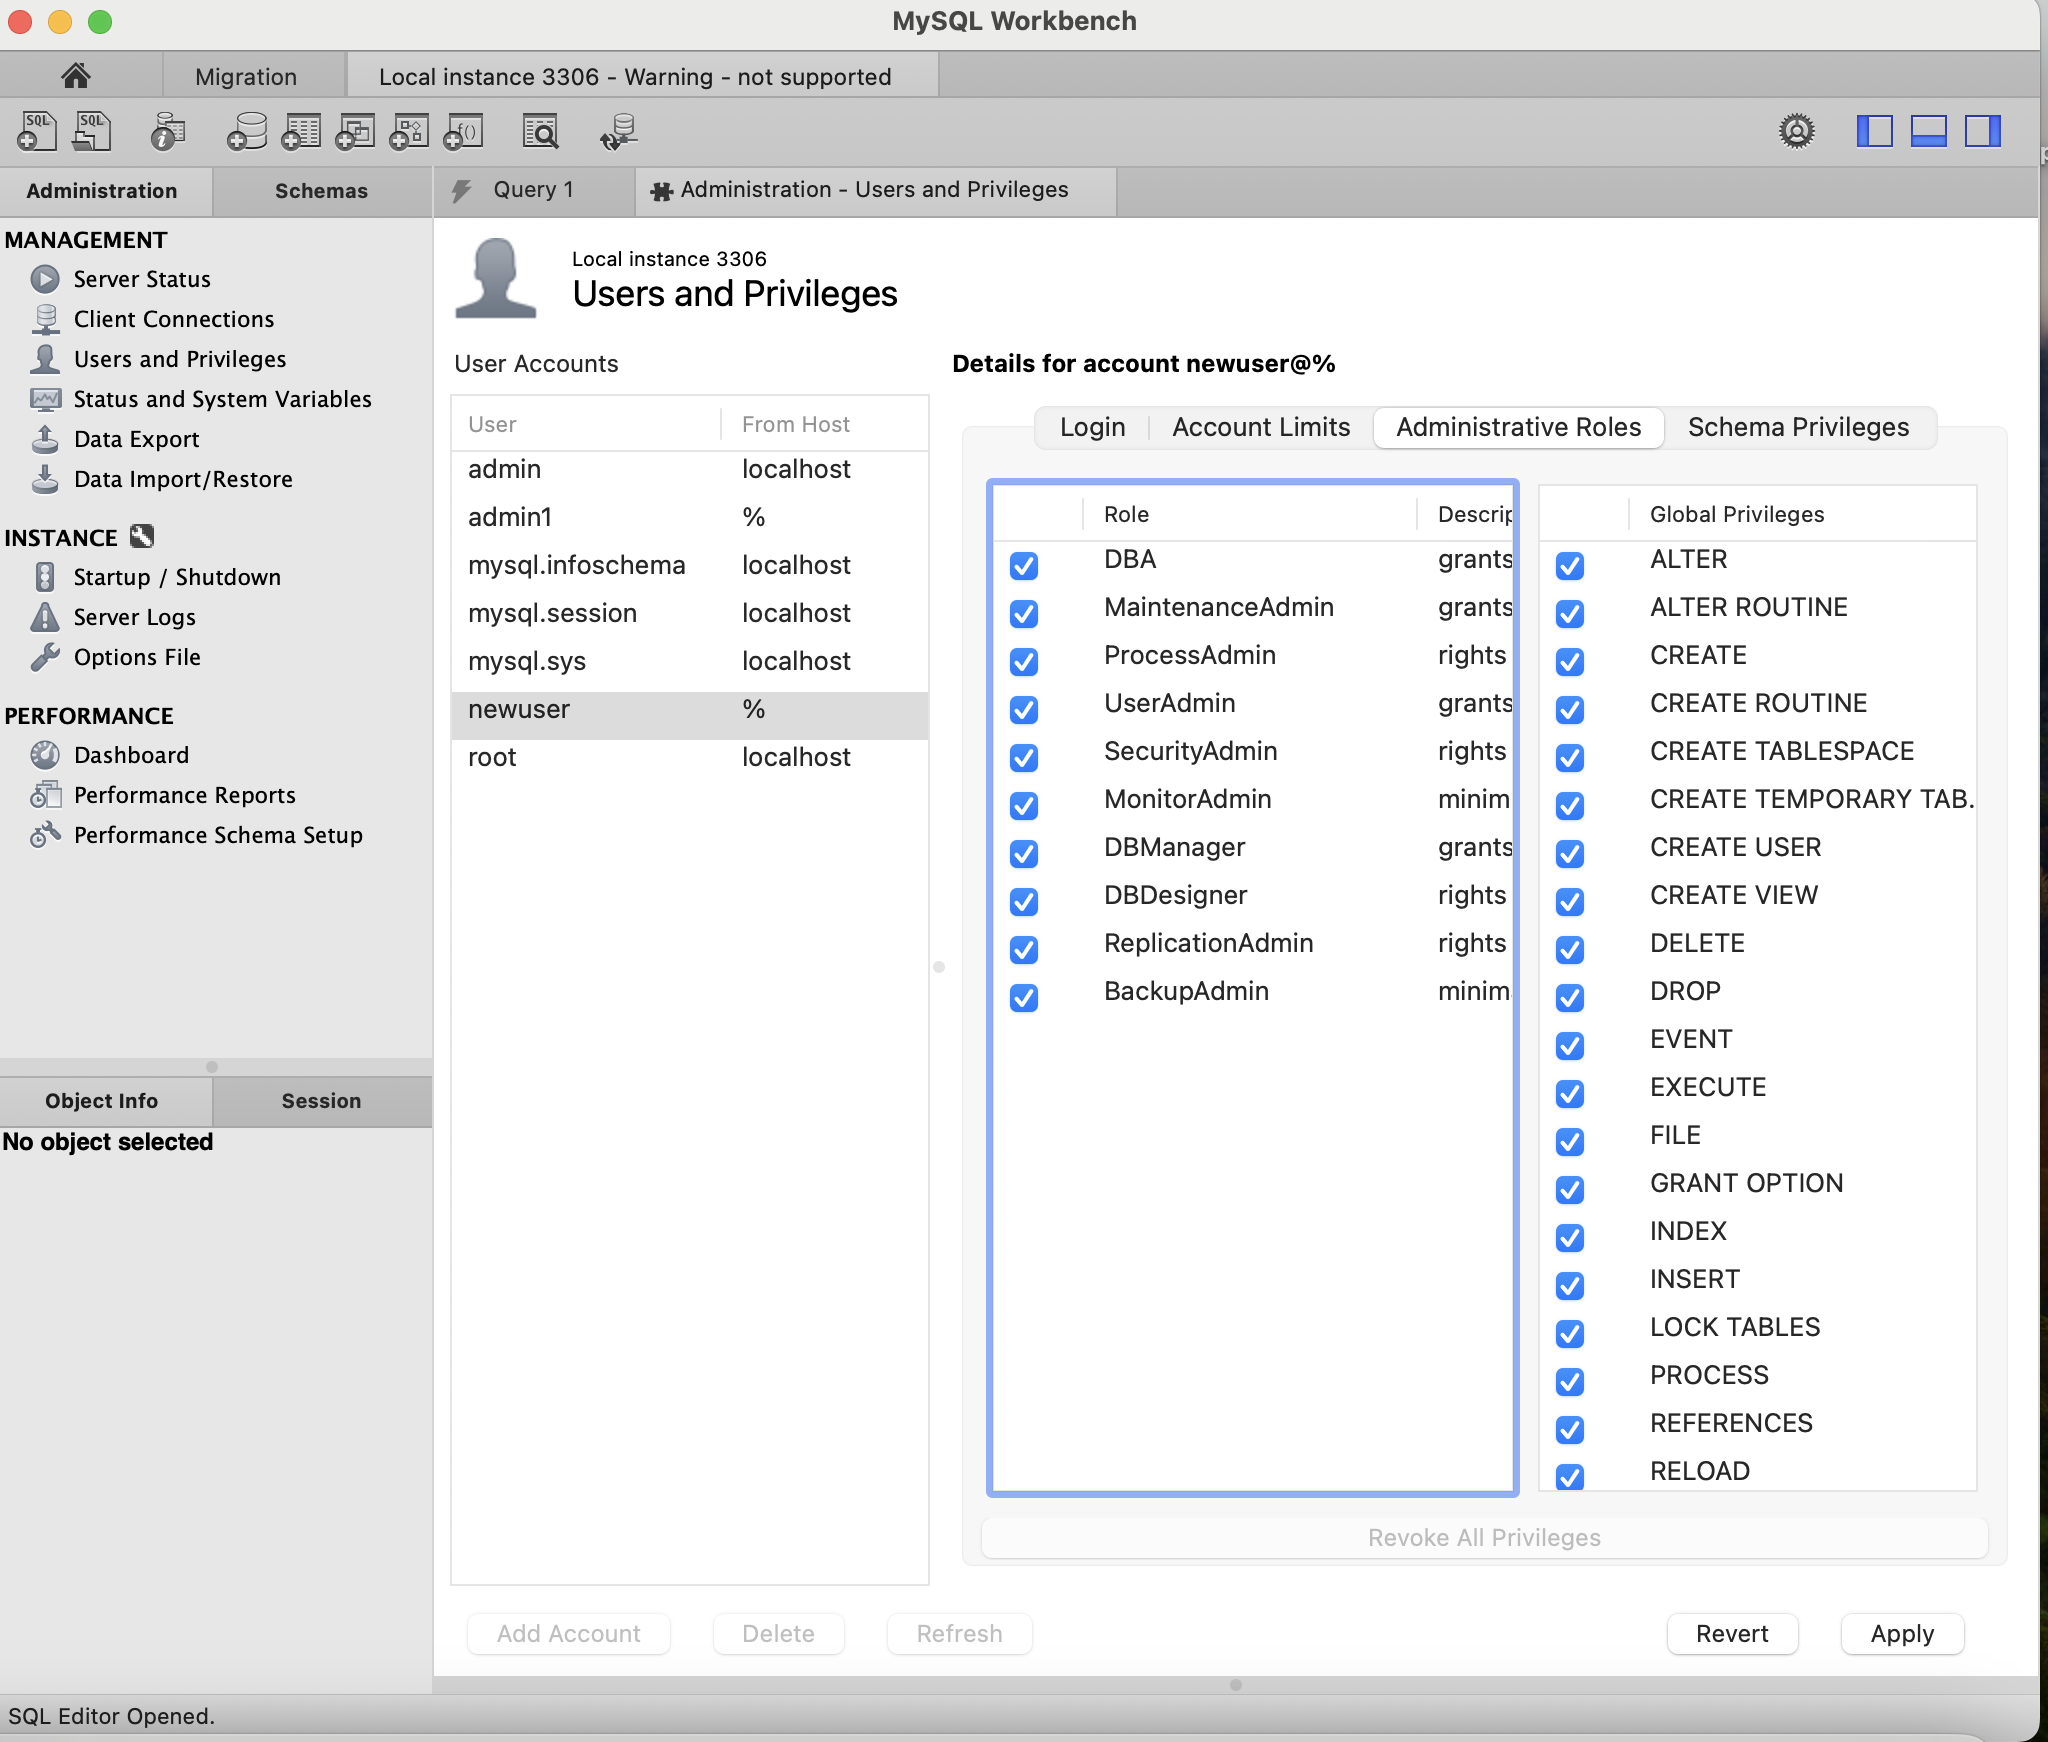 MySQL Workbench
Migration
Local instance 3306 - Warning - not supported
SQL
SQL
f()
Administration
Schemas
Query 1
Administration - Users and Privileges
MANAGEMENT
Server Status
Client Connections
Users and Privileges
Status and System Variables
Data Export
Data Import/Restore
INSTANCE
Startup / Shutdown
Server Logs
Options File
PERFORMANCE
Dashboard
Performance Reports
Performance Schema Setup
Object Info
Session
No object selected
Local instance 3306
Users and Privileges
User Accounts
User From Host
admin localhost
admin1 %
mysql.infoschema localhost
mysql.session localhost
mysql.sys localhost
newuser %
root localhost
Details for account newuser@%
Login Account Limits Administrative Roles Schema Privileges
Role Descrip
DBA grants
MaintenanceAdmin grants
ProcessAdmin rights
UserAdmin grants
SecurityAdmin rights
MonitorAdmin minim
DBManager grants
DBDesigner rights
ReplicationAdmin rights
BackupAdmin minim
Global Privileges
ALTER
ALTER ROUTINE
CREATE
CREATE ROUTINE
CREATE TABLESPACE
CREATE TEMPORARY TAB.
CREATE USER
CREATE VIEW
DELETE
DROP
EVENT
EXECUTE
FILE
GRANT OPTION
INDEX
INSERT
LOCK TABLES
PROCESS
REFERENCES
RELOAD
Revoke All Privileges
Add Account Delete Refresh Revert Apply
SQL Editor Opened.